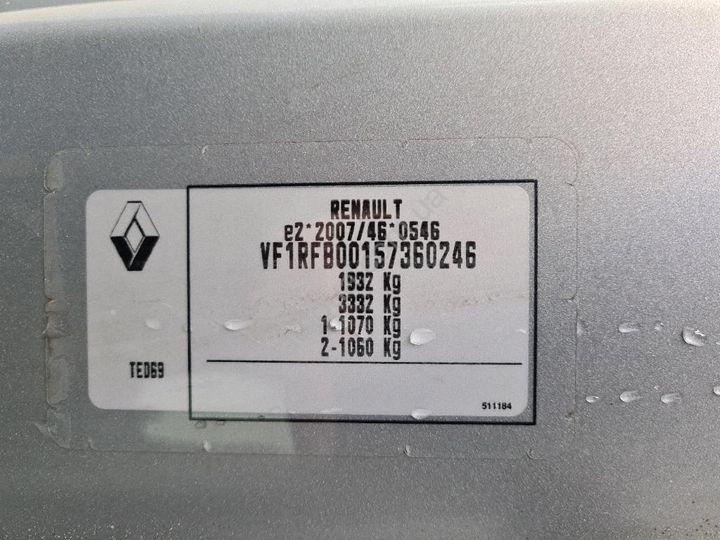 RENAULT
e2*2007/46*0546
VF1RFB00157360246
1932 Kg
3332 Kg
1-1070 Kg
2-1060 Kg
TED69
511184